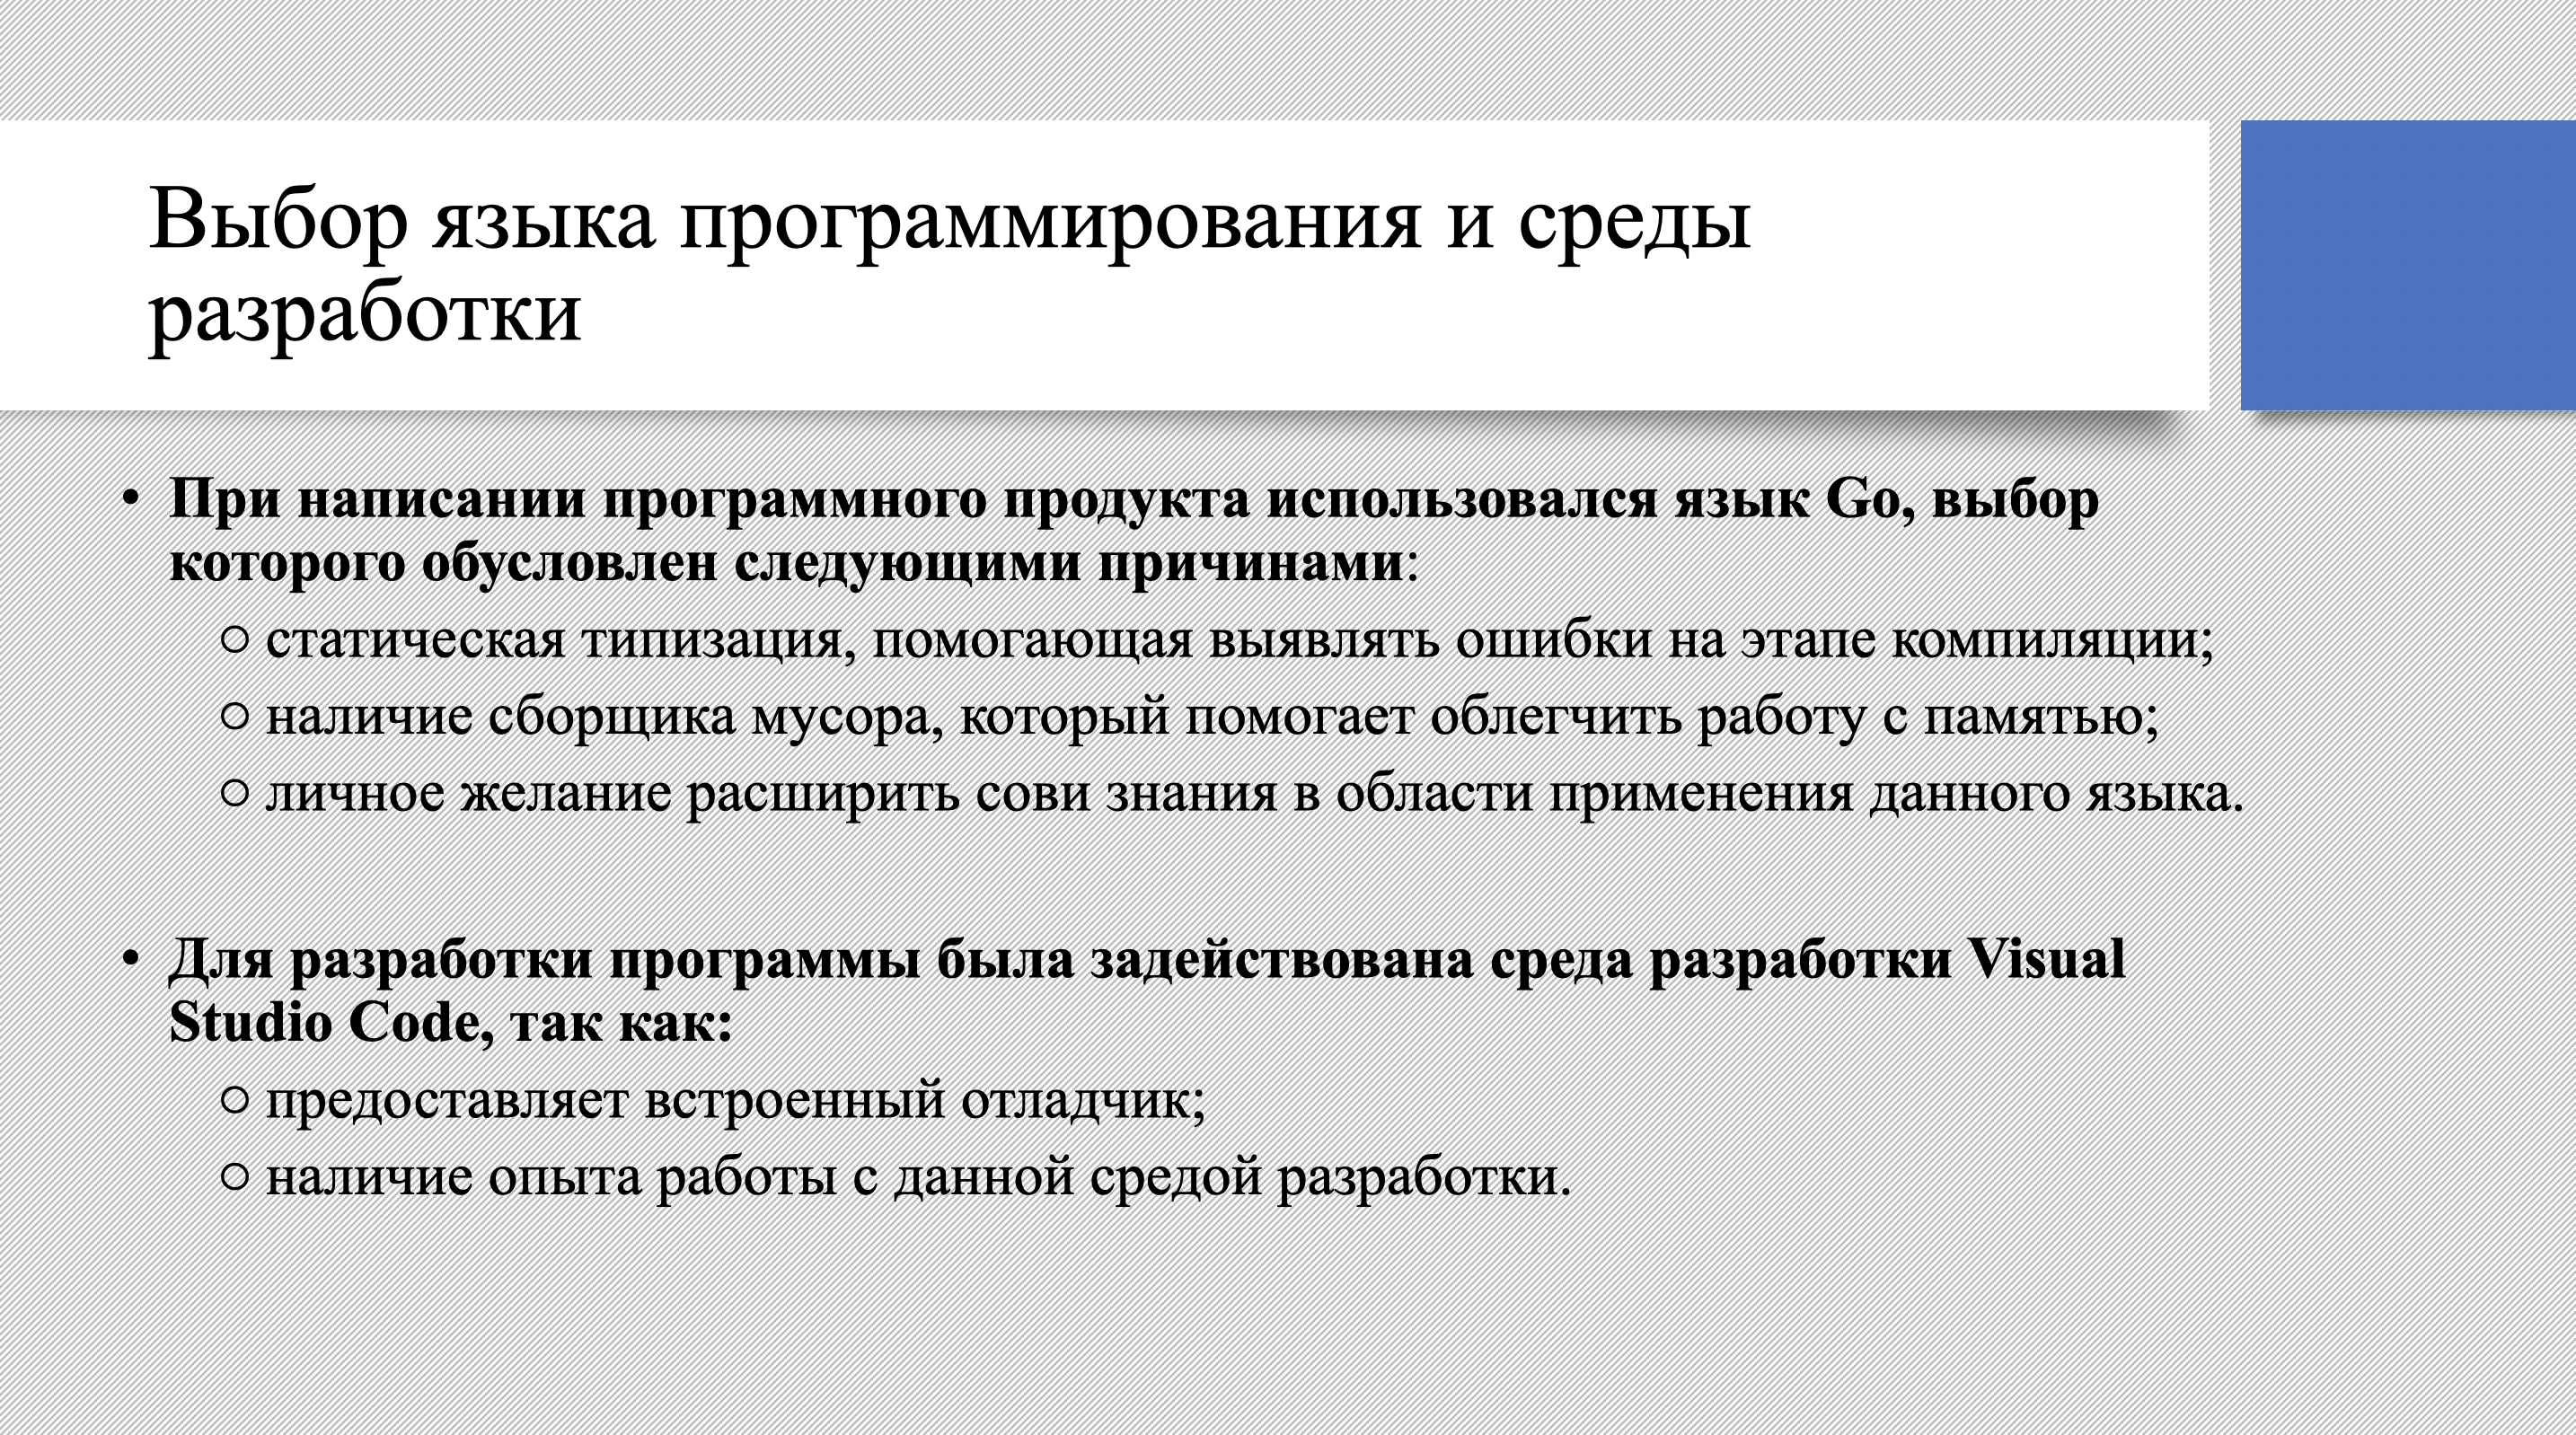 Выбор языка программирования и среды
разработки
• При написании программного продукта использовался язык Go, выбор
которого обусловлен следующими причинами:
○ статическая типизация, помогающая выявлять ошибки на этапе компиляции;
○ наличие сборщика мусора, который помогает облегчить работу с памятью;
○ личное желание расширить сови знания в области применения данного языка.
• Для разработки программы была задействована среда разработки Visual
Studio Code, так как:
○ предоставляет встроенный отладчик;
○ наличие опыта работы с данной средой разработки.